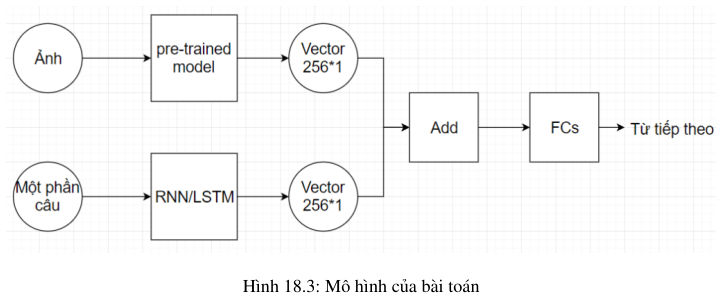 Ảnh
pre-trained
model
Vector
256*1
Một phần
câu
RNN/LSTM
Vector
256*1
Add
FCs
Từ tiếp theo
Hình 18.3: Mô hình của bài toán